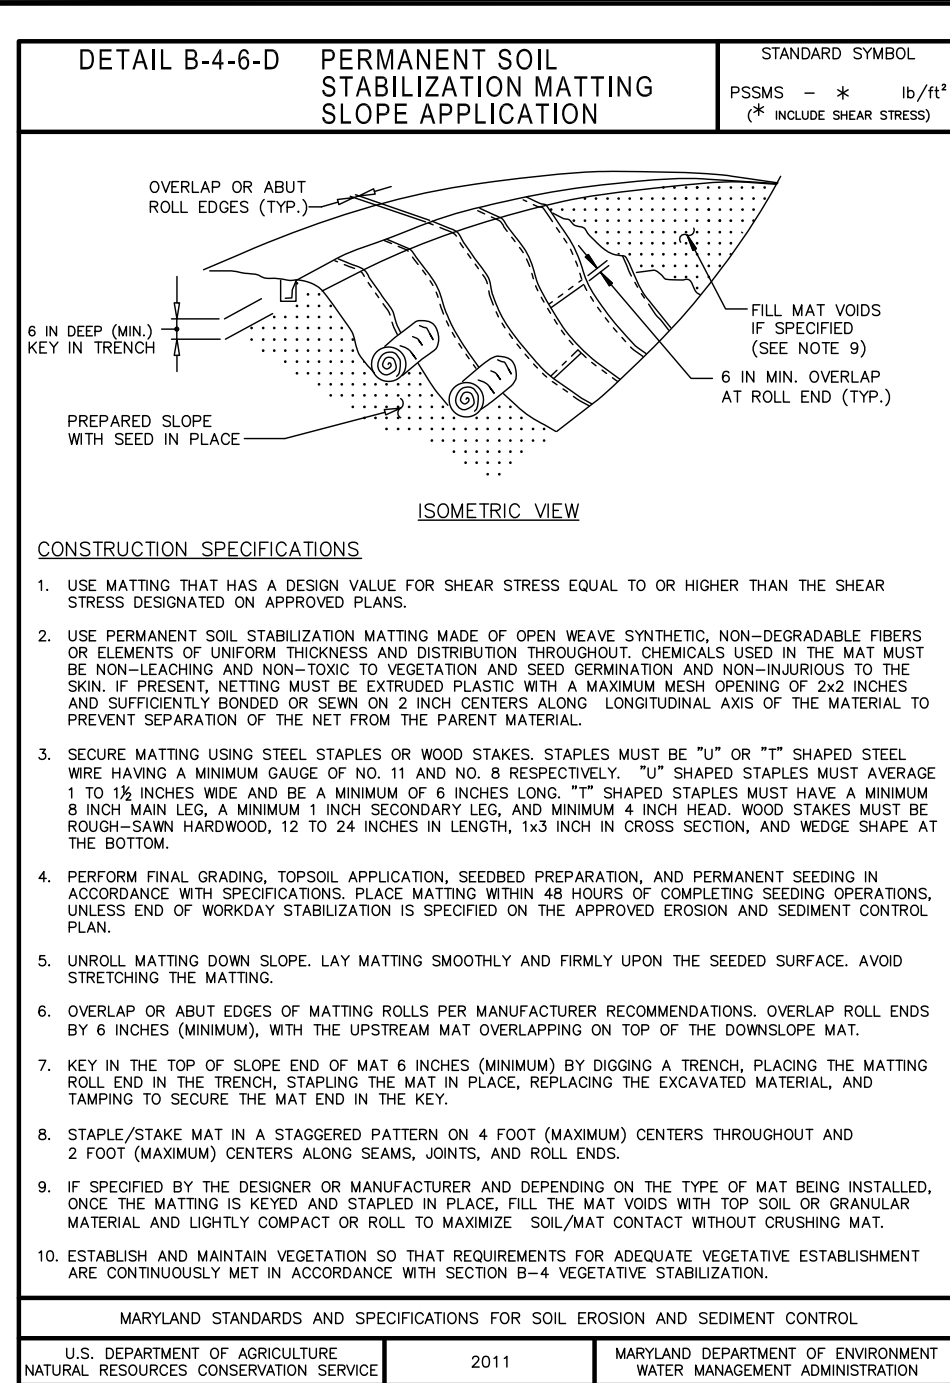 DETAIL B-4-6-D PERMANENT SOIL
STABILIZATION MATTING
SLOPE APPLICATION
STANDARD SYMBOL
PSSMS - * lb/ft²
(* INCLUDE SHEAR STRESS)
OVERLAP OR ABUT
ROLL EDGES (TYP.)
6 IN DEEP (MIN.)
KEY IN TRENCH
PREPARED SLOPE
WITH SEED IN PLACE
FILL MAT VOIDS
IF SPECIFIED
(SEE NOTE 9)
6 IN MIN. OVERLAP
AT ROLL END (TYP.)
ISOMETRIC VIEW
CONSTRUCTION SPECIFICATIONS
1. USE MATTING THAT HAS A DESIGN VALUE FOR SHEAR STRESS EQUAL TO OR HIGHER THAN THE SHEAR
STRESS DESIGNATED ON APPROVED PLANS.
2. USE PERMANENT SOIL STABILIZATION MATTING MADE OF OPEN WEAVE SYNTHETIC, NON-DEGRADABLE FIBERS
OR ELEMENTS OF UNIFORM THICKNESS AND DISTRIBUTION THROUGHOUT. CHEMICALS USED IN THE MAT MUST
BE NON-LEACHING AND NON-TOXIC TO VEGETATION AND SEED GERMINATION AND NON-INJURIOUS TO THE
SKIN. IF PRESENT, NETTING MUST BE EXTRUDED PLASTIC WITH A MAXIMUM MESH OPENING OF 2x2 INCHES
AND SUFFICIENTLY BONDED OR SEWN ON 2 INCH CENTERS ALONG LONGITUDINAL AXIS OF THE MATERIAL TO
PREVENT SEPARATION OF THE NET FROM THE PARENT MATERIAL.
3. SECURE MATTING USING STEEL STAPLES OR WOOD STAKES. STAPLES MUST BE "U" OR "T" SHAPED STEEL
WIRE HAVING A MINIMUM GAUGE OF NO. 11 AND NO. 8 RESPECTIVELY. "U" SHAPED STAPLES MUST AVERAGE
1 TO 1½ INCHES WIDE AND BE A MINIMUM OF 6 INCHES LONG. "T" SHAPED STAPLES MUST HAVE A MINIMUM
8 INCH MAIN LEG, A MINIMUM 1 INCH SECONDARY LEG, AND MINIMUM 4 INCH HEAD. WOOD STAKES MUST BE
ROUGH-SAWN HARDWOOD, 12 TO 24 INCHES IN LENGTH, 1x3 INCH IN CROSS SECTION, AND WEDGE SHAPE AT
THE BOTTOM.
4. PERFORM FINAL GRADING, TOPSOIL APPLICATION, SEEDBED PREPARATION, AND PERMANENT SEEDING IN
ACCORDANCE WITH SPECIFICATIONS. PLACE MATTING WITHIN 48 HOURS OF COMPLETING SEEDING OPERATIONS,
UNLESS END OF WORKDAY STABILIZATION IS SPECIFIED ON THE APPROVED EROSION AND SEDIMENT CONTROL
PLAN.
5. UNROLL MATTING DOWN SLOPE. LAY MATTING SMOOTHLY AND FIRMLY UPON THE SEEDED SURFACE. AVOID
STRETCHING THE MATTING.
6. OVERLAP OR ABUT EDGES OF MATTING ROLLS PER MANUFACTURER RECOMMENDATIONS. OVERLAP ROLL ENDS
BY 6 INCHES (MINIMUM), WITH THE UPSTREAM MAT OVERLAPPING ON TOP OF THE DOWNSLOPE MAT.
7. KEY IN THE TOP OF SLOPE END OF MAT 6 INCHES (MINIMUM) BY DIGGING A TRENCH, PLACING THE MATTING
ROLL END IN THE TRENCH, STAPLING THE MAT IN PLACE, REPLACING THE EXCAVATED MATERIAL, AND
TAMPING TO SECURE THE MAT END IN THE KEY.
8. STAPLE/STAKE MAT IN A STAGGERED PATTERN ON 4 FOOT (MAXIMUM) CENTERS THROUGHOUT AND
2 FOOT (MAXIMUM) CENTERS ALONG SEAMS, JOINTS, AND ROLL ENDS.
9. IF SPECIFIED BY THE DESIGNER OR MANUFACTURER AND DEPENDING ON THE TYPE OF MAT BEING INSTALLED,
ONCE THE MATTING IS KEYED AND STAPLED IN PLACE, FILL THE MAT VOIDS WITH TOP SOIL OR GRANULAR
MATERIAL AND LIGHTLY COMPACT OR ROLL TO MAXIMIZE SOIL/MAT CONTACT WITHOUT CRUSHING MAT.
10. ESTABLISH AND MAINTAIN VEGETATION SO THAT REQUIREMENTS FOR ADEQUATE VEGETATIVE ESTABLISHMENT
ARE CONTINUOUSLY MET IN ACCORDANCE WITH SECTION B-4 VEGETATIVE STABILIZATION.
MARYLAND STANDARDS AND SPECIFICATIONS FOR SOIL EROSION AND SEDIMENT CONTROL
U.S. DEPARTMENT OF AGRICULTURE
NATURAL RESOURCES CONSERVATION SERVICE
2011
MARYLAND DEPARTMENT OF ENVIRONMENT
WATER MANAGEMENT ADMINISTRATION